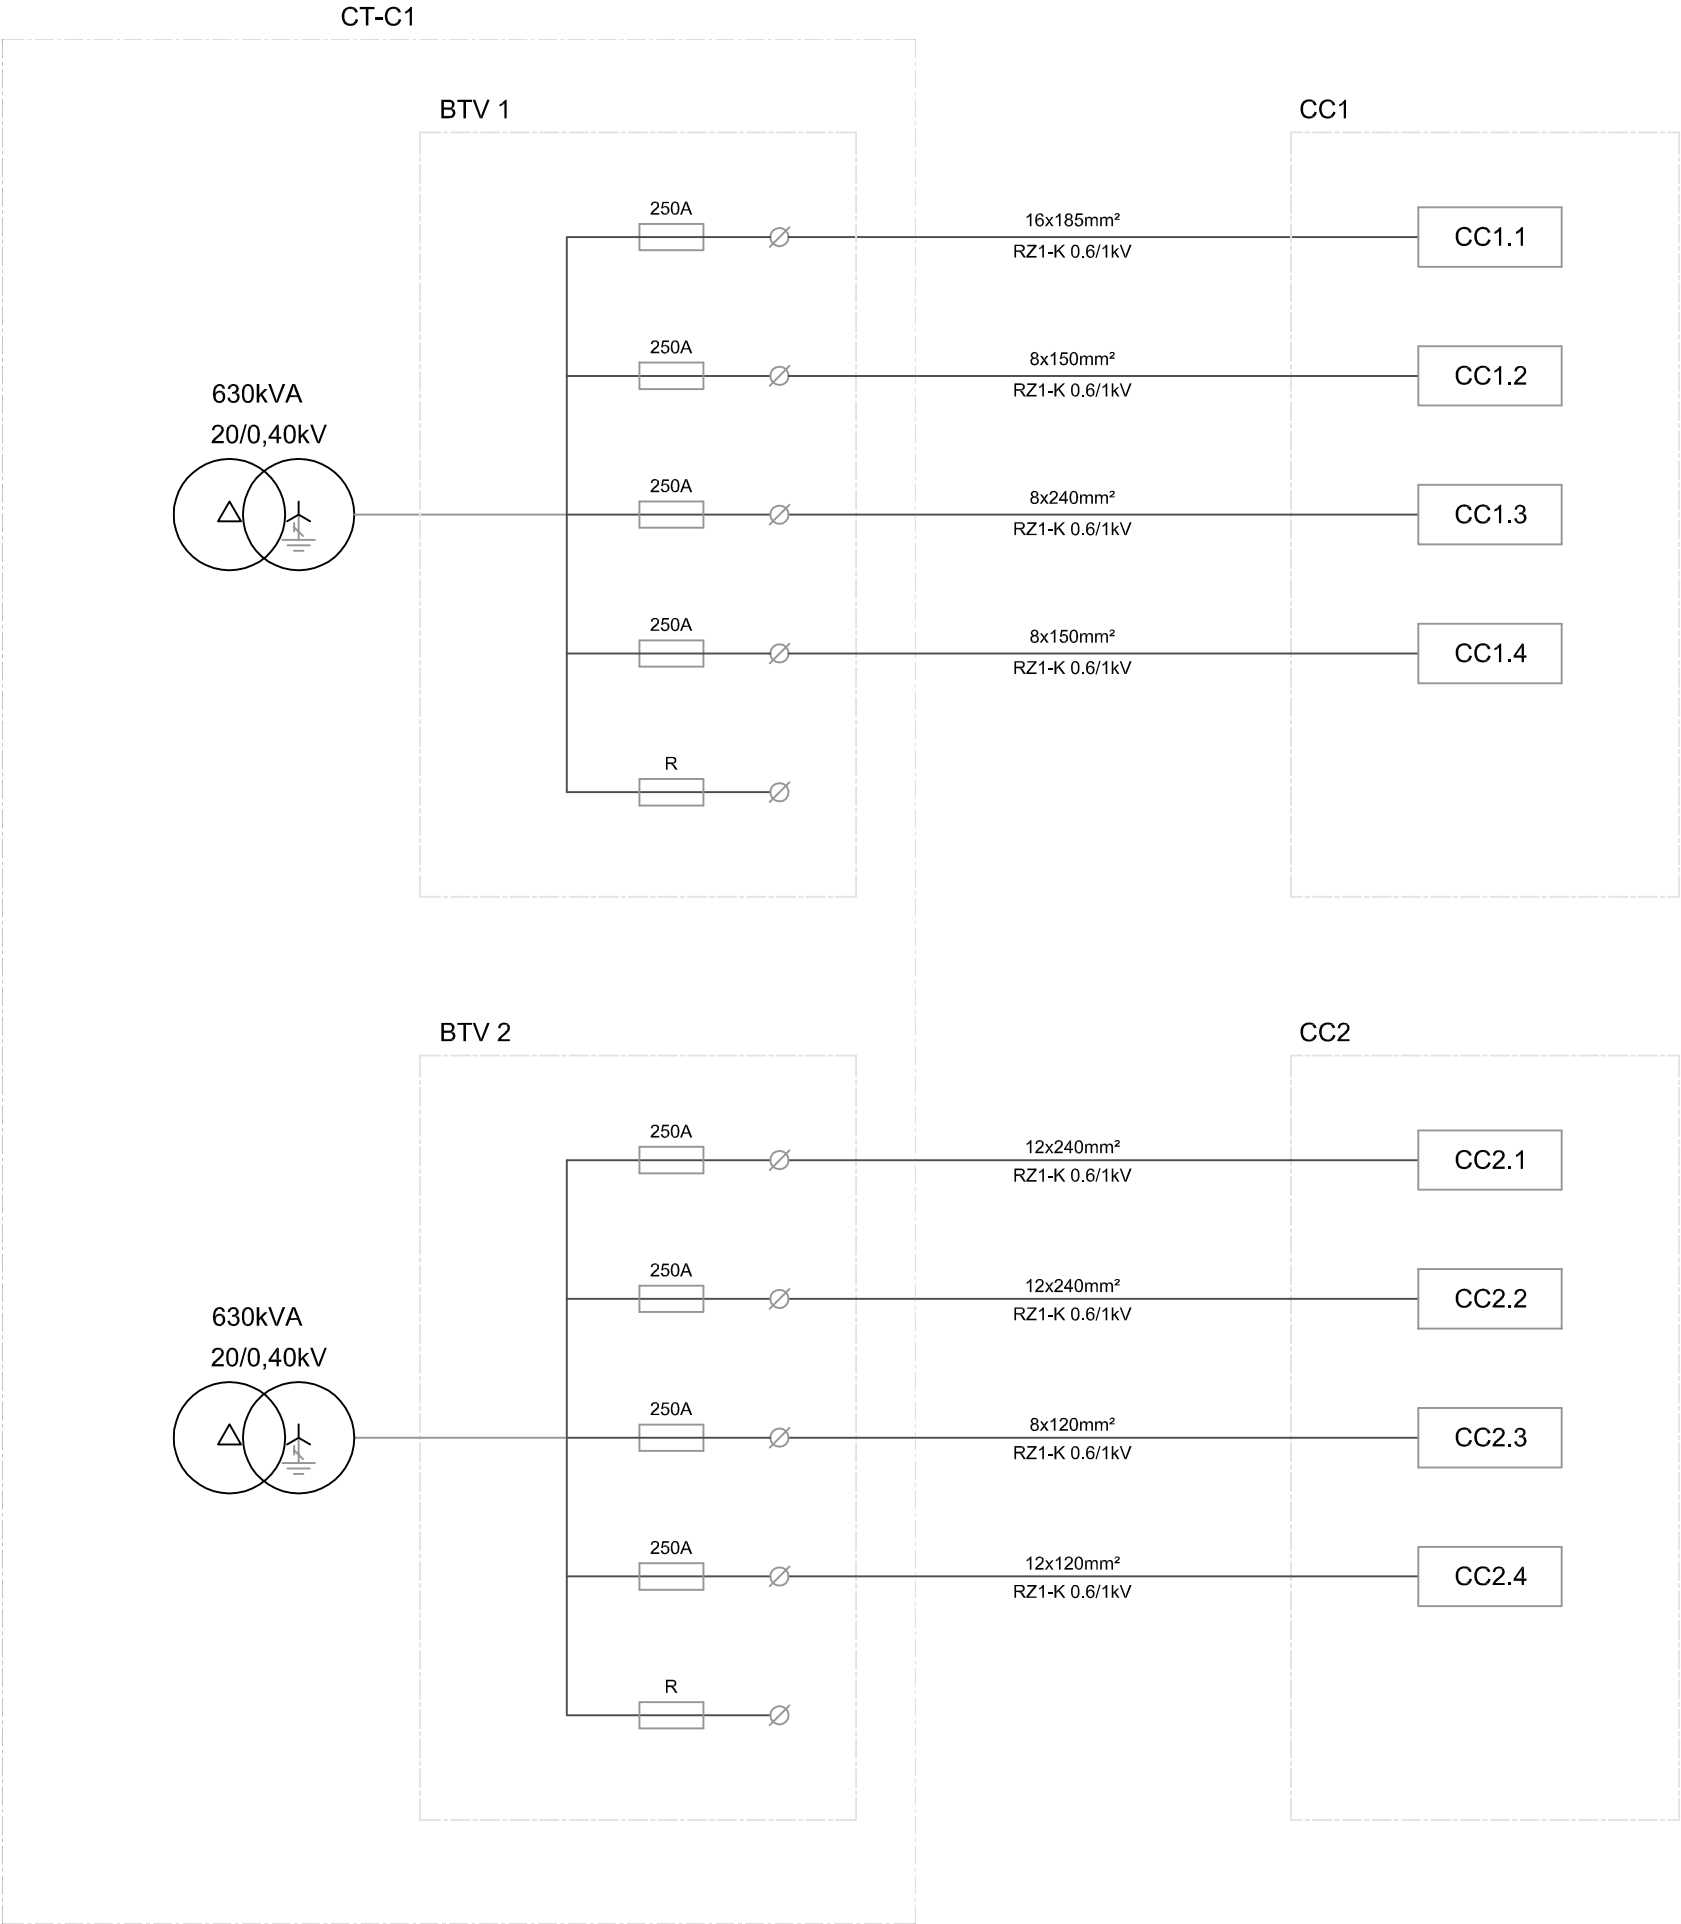 CT-C1
BTV 1
CC1
250A
16x185mm²
RZ1-K 0.6/1kV
CC1.1
250A
8x150mm²
RZ1-K 0.6/1kV
CC1.2
630kVA
20/0,40kV
250A
8x240mm²
RZ1-K 0.6/1kV
CC1.3
250A
8x150mm²
RZ1-K 0.6/1kV
CC1.4
R
BTV 2
CC2
250A
12x240mm²
RZ1-K 0.6/1kV
CC2.1
250A
12x240mm²
RZ1-K 0.6/1kV
CC2.2
630kVA
20/0,40kV
250A
8x120mm²
RZ1-K 0.6/1kV
CC2.3
250A
12x120mm²
RZ1-K 0.6/1kV
CC2.4
R